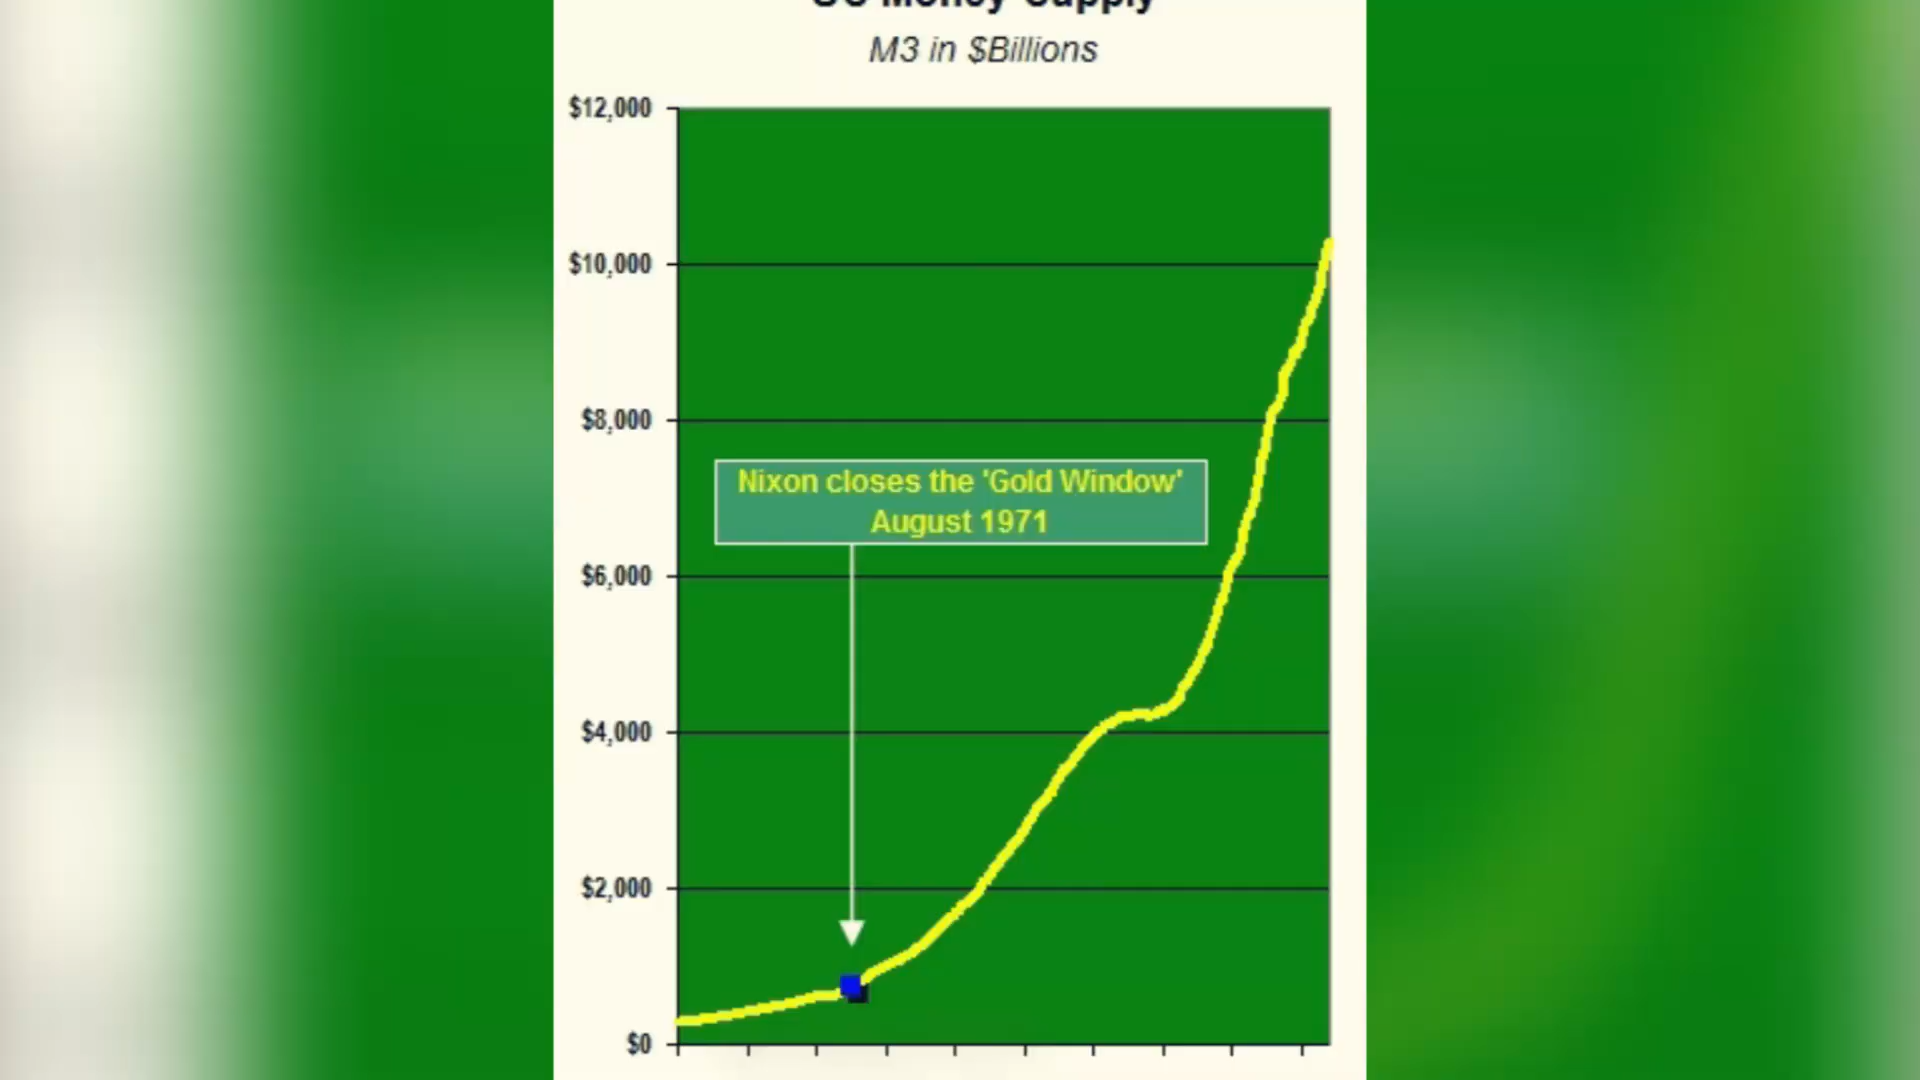 Money Supply
M3 in $Billions
$12,000
$10,000
$8,000
Nixon closes the 'Gold Window'
August 1971
$6,000
$4,000
$2,000
$0